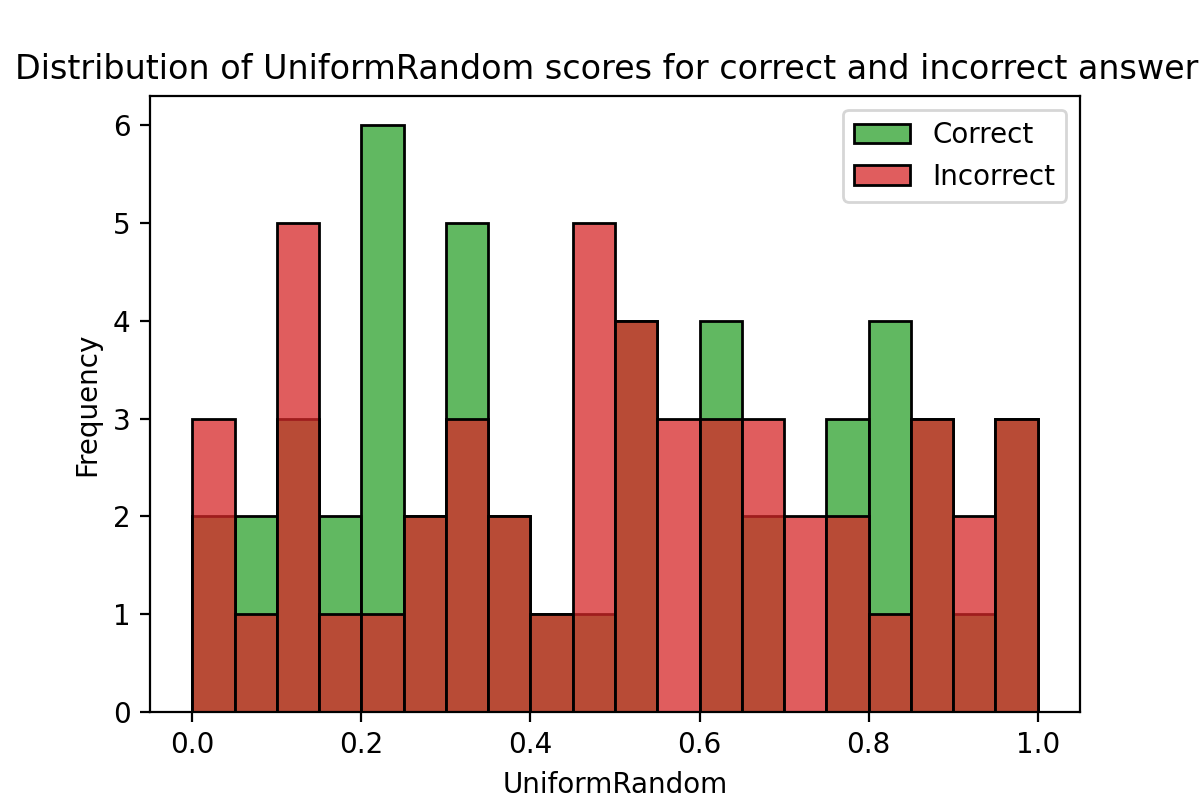 Distribution of UniformRandom scores for correct and incorrect answer
Correct
Incorrect
Frequency
6
5
4
3
2
1
0
0.0 0.2 0.4 0.6 0.8 1.0
UniformRandom